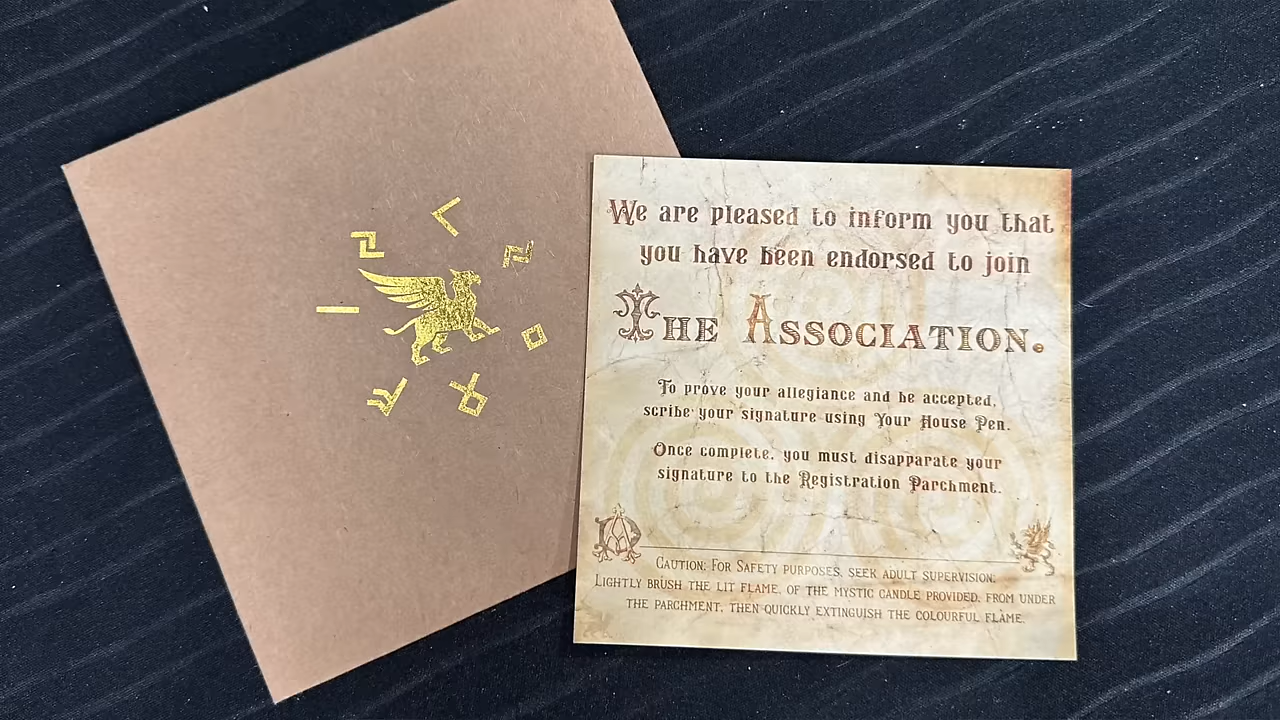 We are pleased to inform you that
you have been endorsed to join
The Association.
To prove your allegiance and be accepted,
scribe your signature using Your House Pen.
Once complete, you must disapparate your
signature to the Registration Parchment.
Caution: For Safety purposes, seek adult supervision:
Lightly brush the lit flame, of the mystic candle provided, from under
the parchment, then quickly extinguish the colourful flame.